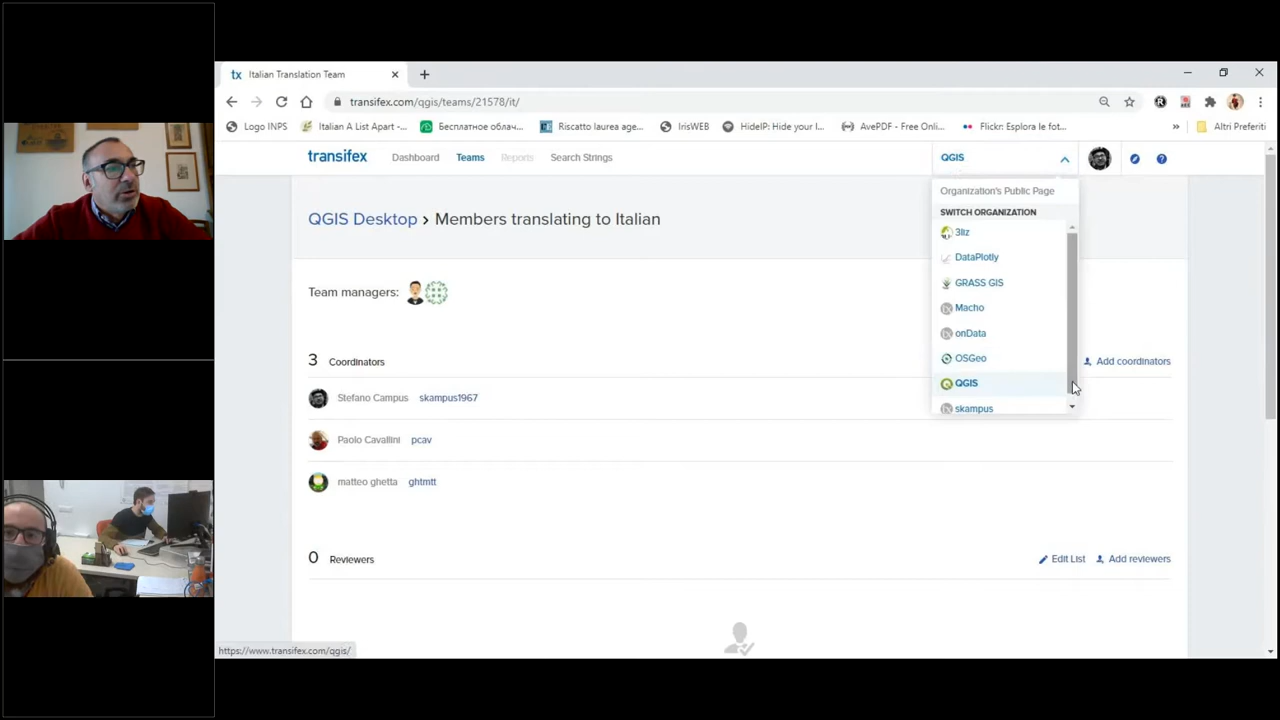 tx Italian Translation Team
transifex.com/qgis/teams/21578/it/
Logo INPS Italian A List Apart -... Бесплатное облач... Riscatto laurea age... IrisWEB HideIP: Hide your I... AvePDF - Free Onli... Flickr: Esplora le fot... » Altri Preferiti
transifex Dashboard Teams Reports Search Strings QGIS
Organization's Public Page
SWITCH ORGANIZATION
3liz
DataPlotly
GRASS GIS
Macho
onData
OSGeo
QGIS
skampus
QGIS Desktop > Members translating to Italian
Team managers:
3 Coordinators Add coordinators
Stefano Campus skampus1967
Paolo Cavallini pcav
matteo ghetta ghtmtt
0 Reviewers Edit List Add reviewers
https://www.transifex.com/qgis/